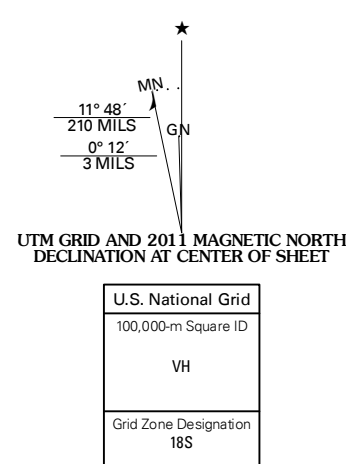 ★
MN
11° 48´
210 MILS
GN
0° 12´
3 MILS
UTM GRID AND 2011 MAGNETIC NORTH
DECLINATION AT CENTER OF SHEET
U.S. National Grid
100,000-m Square ID
VH
Grid Zone Designation
18S